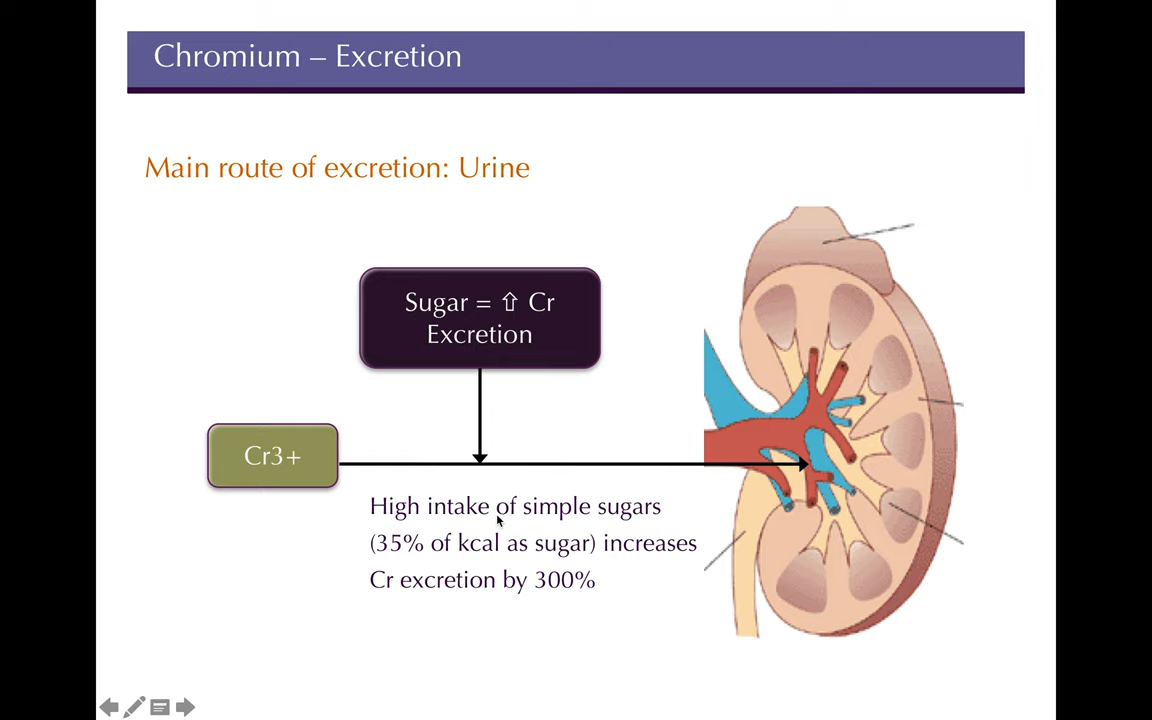 Chromium – Excretion
Main route of excretion: Urine
Sugar = ⇧ Cr
Excretion
Cr3+
High intake of simple sugars
(35% of kcal as sugar) increases
Cr excretion by 300%